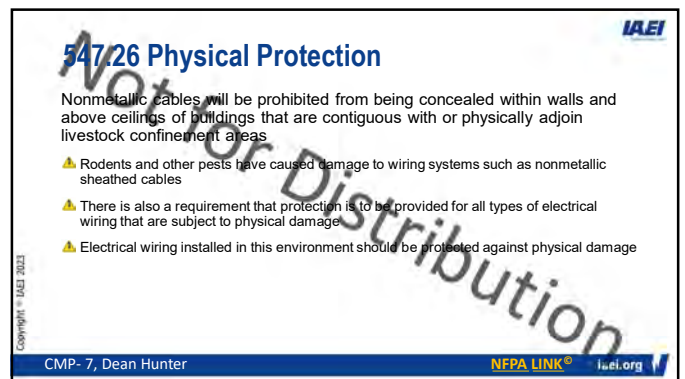 IAEI
547.26 Physical Protection
Nonmetallic cables will be prohibited from being concealed within walls and
above ceilings of buildings that are contiguous with or physically adjoin
livestock confinement areas
Rodents and other pests have caused damage to wiring systems such as nonmetallic
sheathed cables
There is also a requirement that protection is to be provided for all types of electrical
wiring that are subject to physical damage
Electrical wiring installed in this environment should be protected against physical damage
Not for Distribution
Copyright © IAEI 2023
CMP- 7, Dean Hunter
NFPA LINK©
iaei.org